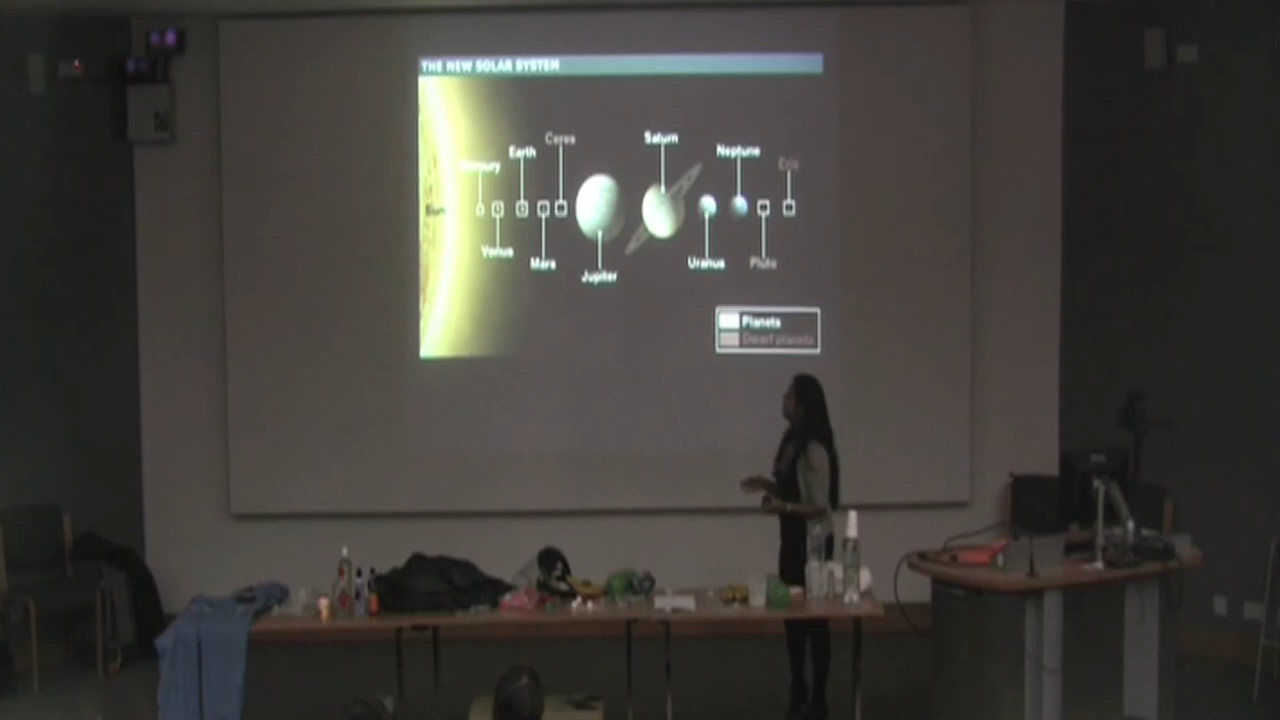 THE NEW SOLAR SYSTEM
Ceres
Saturn
Earth
Neptune
Mercury
Eris
Sun
Venus
Mars
Jupiter
Uranus
Pluto
Planets
Dwarf planets